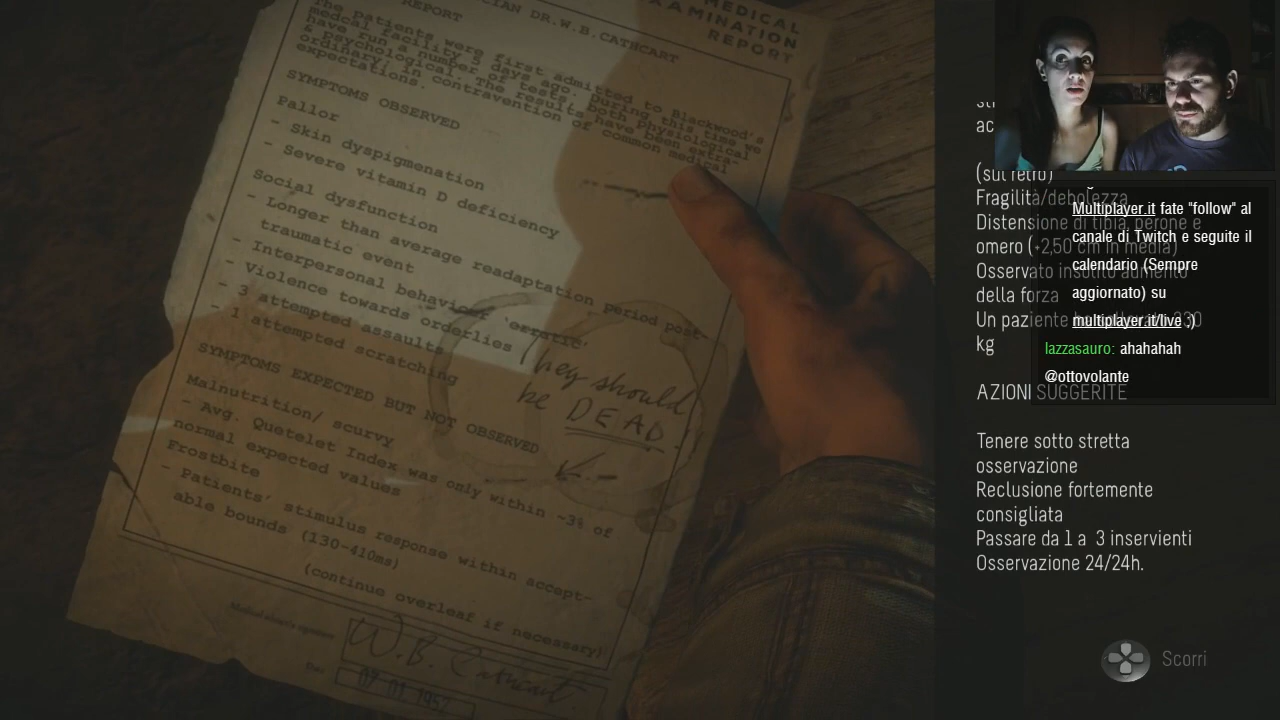 MEDICAL
EXAMINATION
REPORT
CIAN DR.W.B.CATHCART
REPORT
The patients were first admitted to Blackwood's
medical facility 5 days ago. During this time we
have run a number of tests, both physiological
& psychological. The results have been extra-
ordinary; in contravention of common medical
expectations.
SYMPTOMS OBSERVED
Pallor
- Skin dyspigmentation
- Severe vitamin D deficiency
Social dysfunction
- Longer than average readaptation period post-
traumatic event
- Interpersonal behaviour 'erratic'
- Violence towards orderlies
- 3 attempted assaults
- 1 attempted scratching
They should
be DEAD
SYMPTOMS EXPECTED BUT NOT OBSERVED
Malnutrition/ scurvy
- Avg. Quetelet Index was only within ~3% of
normal expected values
Frostbite
- Patients' stimulus response within accept-
able bounds (130-410ms)
(continue overleaf if necessary)
W.B. Cathcart
07 01 1952
ac
(sul retro)
Fragilità/debolezza
Distensione di tibia, perone e
omero (+2,50 cm in media)
Osservato insolito aumento
della forza
Un paziente 230
kg
AZIONI SUGGERITE
Tenere sotto stretta
osservazione
Reclusione fortemente
consigliata
Passare da 1 a 3 inservienti
Osservazione 24/24h.
Scorri
Multiplayer.it fate "follow" al
canale di Twitch e seguite il
calendario (Sempre
aggiornato) su
multiplayer.it/live ;)
lazzasauro: ahahahah
@ottovolante